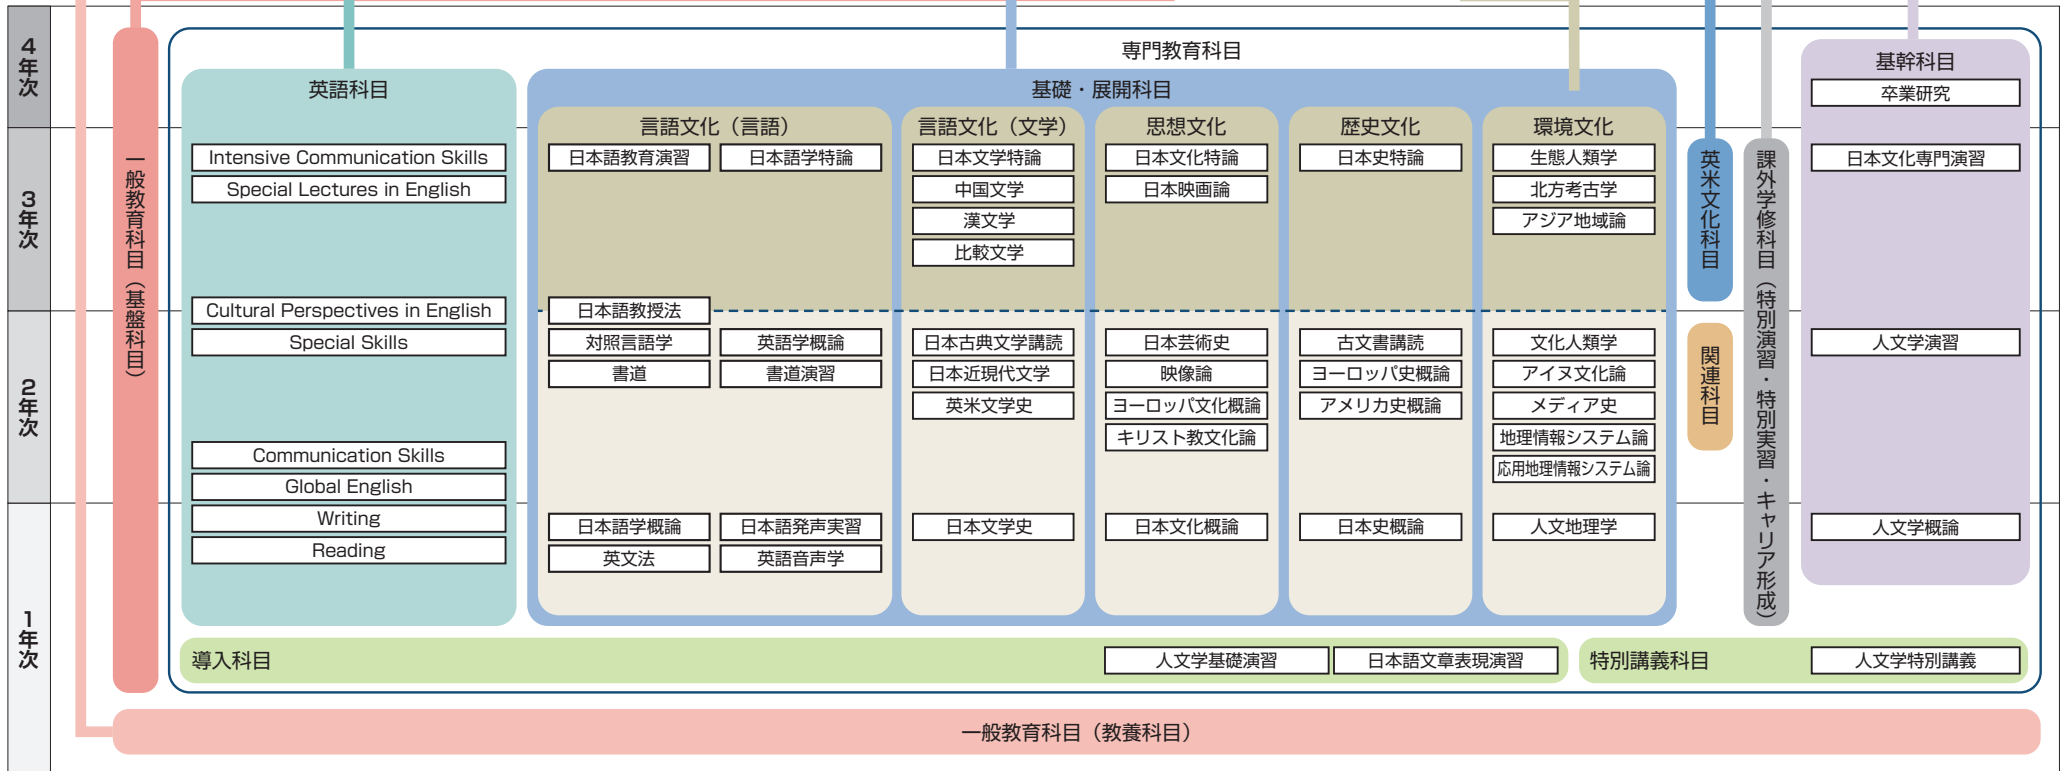 4年次
3年次
2年次
1年次
一般教育科目（基盤科目）
専門教育科目
英語科目
Intensive Communication Skills
Special Lectures in English
Cultural Perspectives in English
Special Skills
Communication Skills
Global English
Writing
Reading
基礎・展開科目
言語文化（言語）
日本語教育演習
日本語学特論
日本語教授法
対照言語学
英語学概論
書道
書道演習
日本語学概論
日本語発声実習
英文法
英語音声学
言語文化（文学）
日本文学特論
中国文学
漢文学
比較文学
日本古典文学講読
日本近現代文学
英米文学史
日本文学史
思想文化
日本文化特論
日本映画論
日本芸術史
映像論
ヨーロッパ文化概論
キリスト教文化論
日本文化概論
歴史文化
日本史特論
古文書講読
ヨーロッパ史概論
アメリカ史概論
日本史概論
環境文化
生態人類学
北方考古学
アジア地域論
文化人類学
アイヌ文化論
メディア史
地理情報システム論
応用地理情報システム論
人文地理学
英米文化科目
関連科目
課外学修科目（特別演習・特別実習・キャリア形成）
基幹科目
卒業研究
日本文化専門演習
人文学演習
人文学概論
導入科目
人文学基礎演習
日本語文章表現演習
特別講義科目
人文学特別講義
一般教育科目（教養科目）